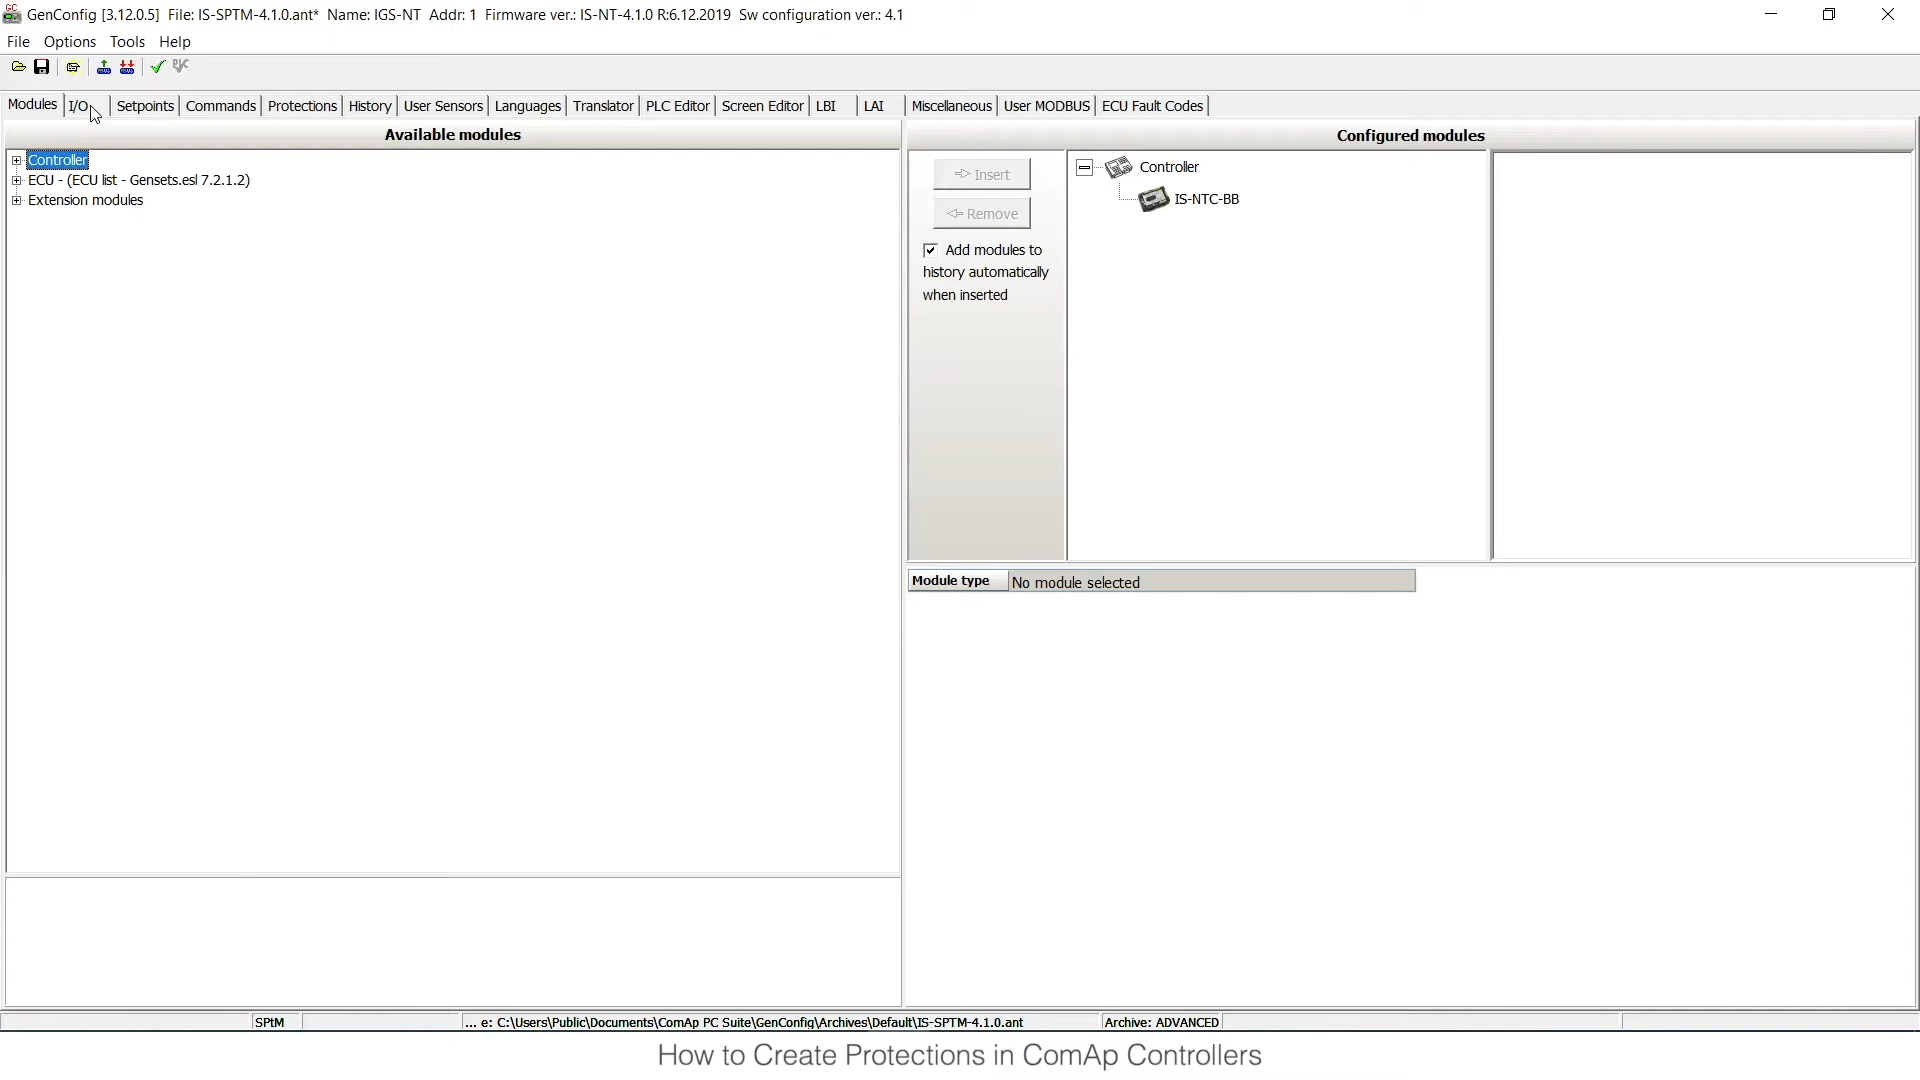 GenConfig [3.12.0.5] File: IS-SPTM-4.1.0.ant* Name: IGS-NT Addr: 1 Firmware ver.: IS-NT-4.1.0 R:6.12.2019 Sw configuration ver.: 4.1
File Options Tools Help
Modules I/O Setpoints Commands Protections History User Sensors Languages Translator PLC Editor Screen Editor LBI LAI Miscellaneous User MODBUS ECU Fault Codes
Available modules
Controller
ECU - (ECU list - Gensets.esl 7.2.1.2)
Extension modules
Configured modules
Insert
Remove
Add modules to
history automatically
when inserted
Controller
IS-NTC-BB
Module type No module selected
SPtM ... e: C:\Users\Public\Documents\ComAp PC Suite\GenConfig\Archives\Default\IS-SPTM-4.1.0.ant Archive: ADVANCED
How to Create Protections in ComAp Controllers